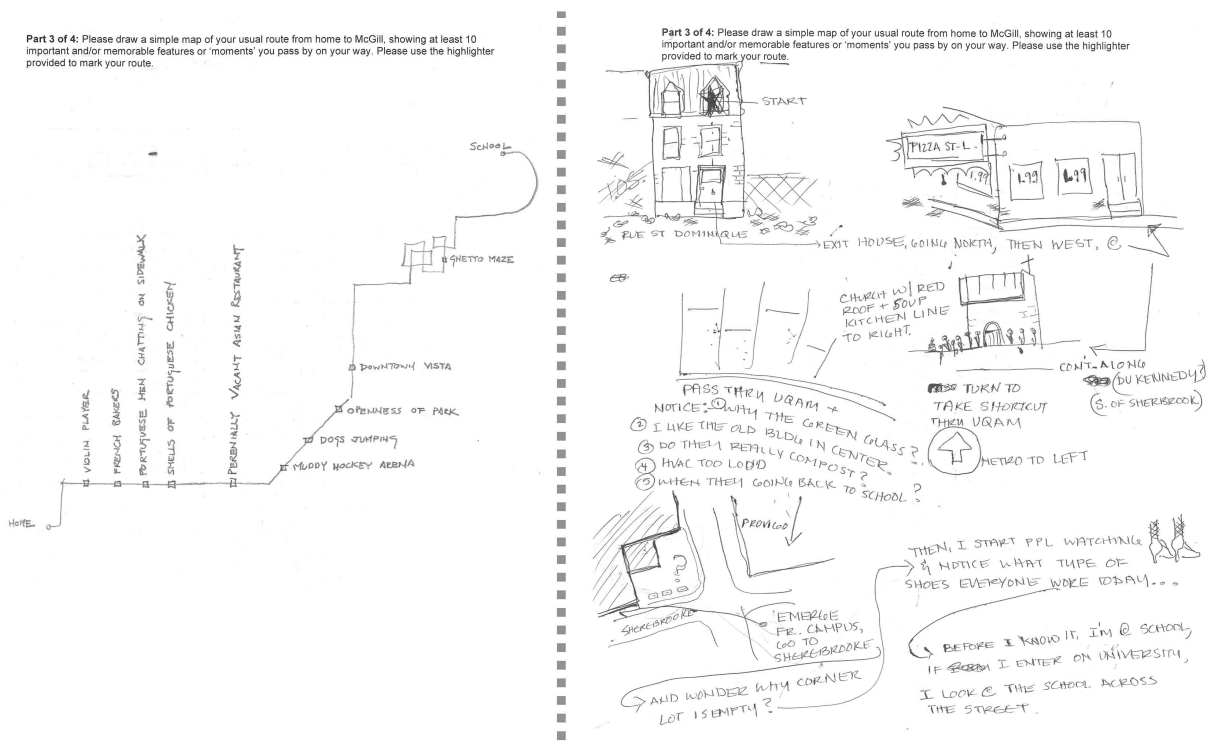 Part 3 of 4: Please draw a simple map of your usual route from home to McGill, showing at least 10
important and/or memorable features or 'moments' you pass by on your way. Please use the highlighter
provided to mark your route.
SCHOOL
GHETTO MAZE
DOWNTOWN VISTA
OPENNESS OF PARK
DOGS JUMPING
MUDDY HOCKEY ARENA
PERENIALLY VACANT ASIAN RESTAURANT
SMELLS OF PORTUGUESE CHICKEN
PORTUGUESE MEN CHATTING ON SIDEWALK
FRENCH BAKERS
VIOLIN PLAYER
HOME
Part 3 of 4: Please draw a simple map of your usual route from home to McGill, showing at least 10
important and/or memorable features or 'moments' you pass by on your way. Please use the highlighter
provided to mark your route.
START
PIZZA ST-L.
1.99
1.99
1.99
RUE ST DOMINIQUE
EXIT HOUSE, GOING NORTH, THEN WEST, @
CHURCH W/ RED
ROOF + SOUP
KITCHEN LINE
TO RIGHT.
CON'T. ALONG
(DU KENNEDY?
(S. OF SHERIBROOK)
TURN TO
TAKE SHORTCUT
THRU UQAM
METRO TO LEFT
PASS THRU UQAM +
NOTICE: ① WHY THE GREEN GLASS?
② I LIKE THE OLD BLDG IN CENTER.
③ DO THEY REALLY COMPOST?
④ HVAC TOO LOUD
⑤ WHEN THEY GOING BACK TO SCHOOL?
PROVIGO
SHEREBROOKE
EMERGE
FR. CAMPUS,
GO TO
SHEREBROOKE,
AND WONDER WHY CORNER
LOT IS EMPTY?
THEN, I START PPL WATCHING
& NOTICE WHAT TYPE OF
SHOES EVERYONE WORE TODAY...
BEFORE I KNOW IT, I'M @ SCHOOL,
IF I ENTER ON UNIVERSITY,
I LOOK @ THE SCHOOL ACROSS
THE STREET.